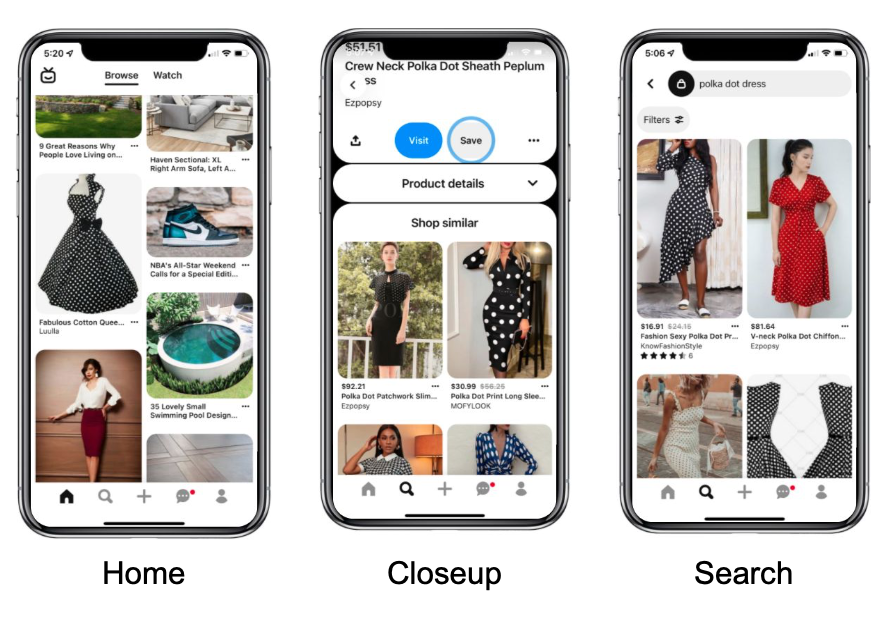 5:20
Browse
Watch
9 Great Reasons Why
People Love Living on...
Haven Sectional: XL
Right Arm Sofa, Left A...
NBA's All-Star Weekend
Calls for a Special Editi...
Fabulous Cotton Quee...
Luulla
35 Lovely Small
Swimming Pool Design...
Home
$51.51
Crew Neck Polka Dot Sheath Peplum
ss
Ezpopsy
Visit
Save
Product details
Shop similar
$92.21
Polka Dot Patchwork Slim...
Ezpopsy
$30.99 $56.25
Polka Dot Print Long Slee...
MOFYLOOK
Closeup
5:06
polka dot dress
Filters
$16.91 $24.15
Fashion Sexy Polka Dot Pr...
KnowFashionStyle
6
$81.64
V-neck Polka Dot Chiffon...
Ezpopsy
Search